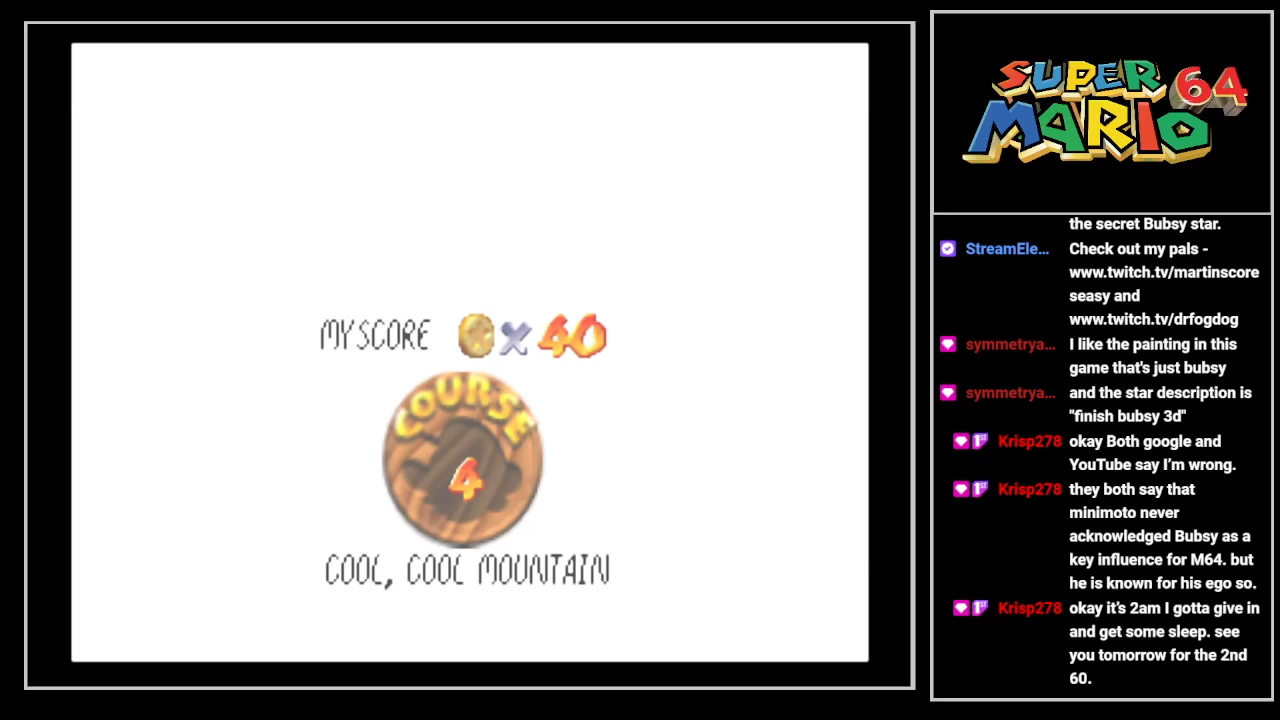 MY SCORE × 40
COURSE
4
COOL, COOL MOUNTAIN
SUPER
MARIO 64
the secret Bubsy star.
StreamEle… Check out my pals -
www.twitch.tv/martinscore
seasy and
www.twitch.tv/drfogdog
symmetrya… I like the painting in this
game that's just bubsy
symmetrya… and the star description is
"finish bubsy 3d"
1ST Krisp278 okay Both google and
YouTube say I'm wrong.
1ST Krisp278 they both say that
minimoto never
acknowledged Bubsy as a
key influence for M64. but
he is known for his ego so.
1ST Krisp278 okay it's 2am I gotta give in
and get some sleep. see
you tomorrow for the 2nd
60.